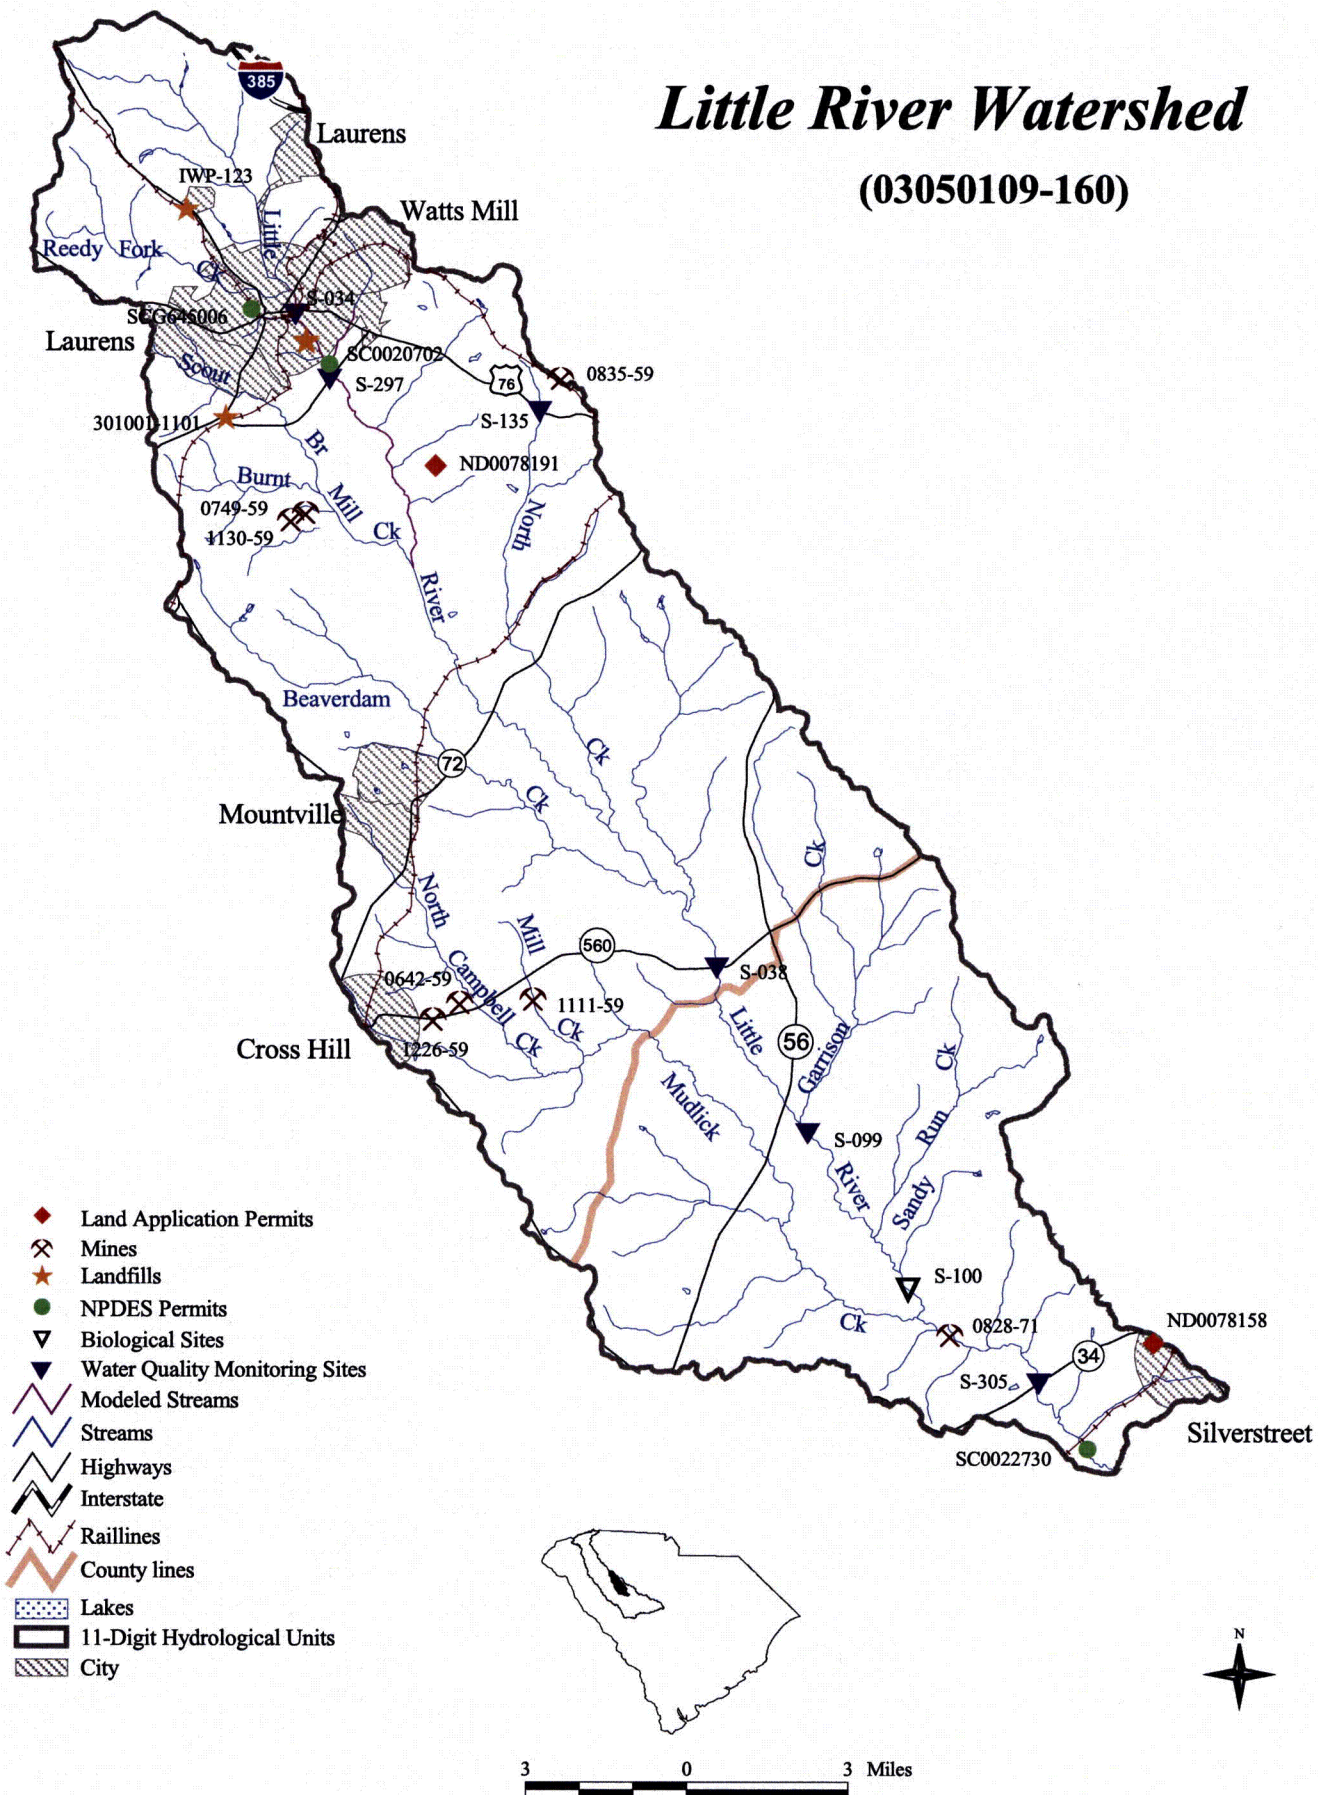 Little River Watershed
(03050109-160)
385
Laurens
IWP-123
Watts Mill
Little
Reedy Fork
Ck
S-034
SCG645006
Laurens
SC0020702
Scout
S-297
76
0835-59
301001-1101
S-135
Br
ND0078191
Burnt
Mill
0749-59
North
Ck
1130-59
River
Beaverdam
Ck
72
Ck
Mountville
Ck
North
Mill
560
0642-59
Campbell
S-038
1111-59
Little
Ck
56
Cross Hill
1226-59
Ck
Garrison
Ck
Mudlick
Run
S-099
River
Sandy
Land Application Permits
Mines
Landfills
S-100
NPDES Permits
Ck
0828-71
ND0078158
Biological Sites
34
Water Quality Monitoring Sites
S-305
Modeled Streams
Streams
Silverstreet
SC0022730
Highways
Interstate
Raillines
County lines
Lakes
11-Digit Hydrological Units
City
N
3 0 3 Miles